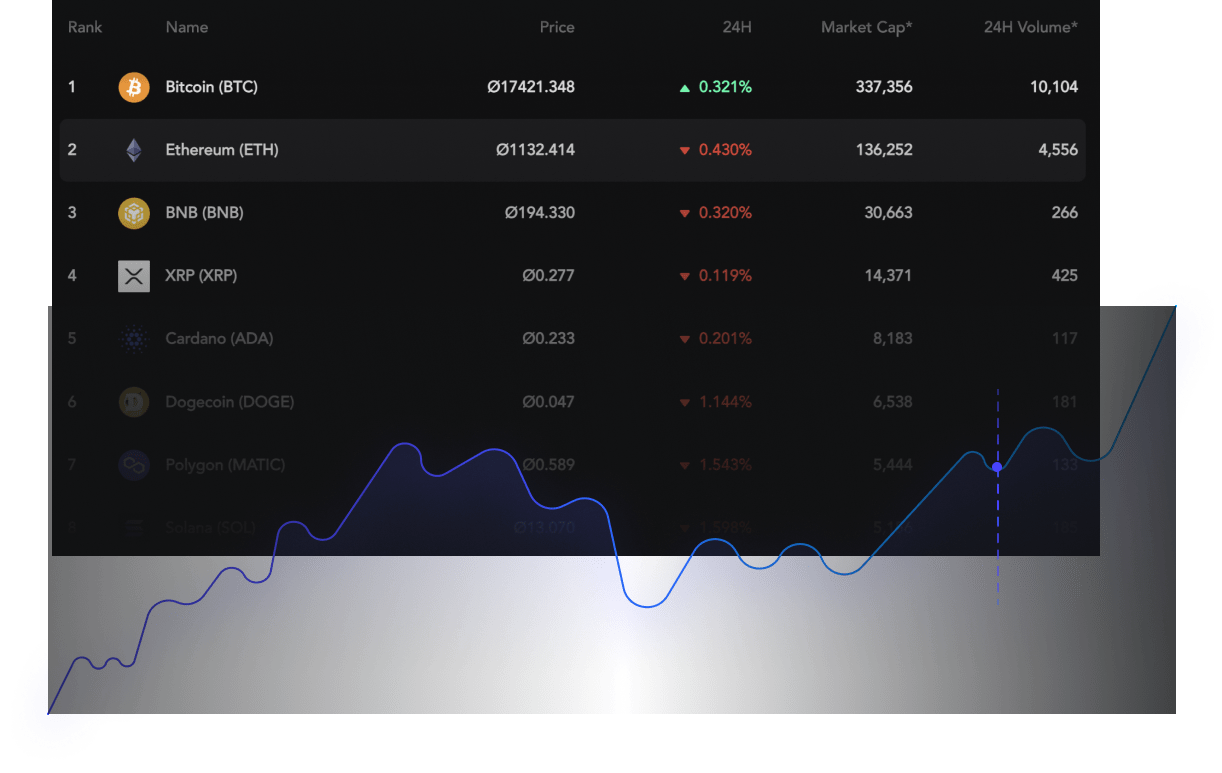 Rank Name Price 24H Market Cap* 24H Volume*
1 Bitcoin (BTC) Ø17421.348 ▲ 0.321% 337,356 10,104
2 Ethereum (ETH) Ø1132.414 ▼ 0.430% 136,252 4,556
3 BNB (BNB) Ø194.330 ▼ 0.320% 30,663 266
4 XRP (XRP) Ø0.277 ▼ 0.119% 14,371 425
5 Cardano (ADA) Ø0.233 ▼ 0.201% 8,183 117
6 Dogecoin (DOGE) Ø0.047 ▼ 1.144% 6,538 181
7 Polygon (MATIC) Ø0.589 ▼ 1.543% 5,444 133
8 Solana (SOL) Ø13.070 ▼ 1.598%